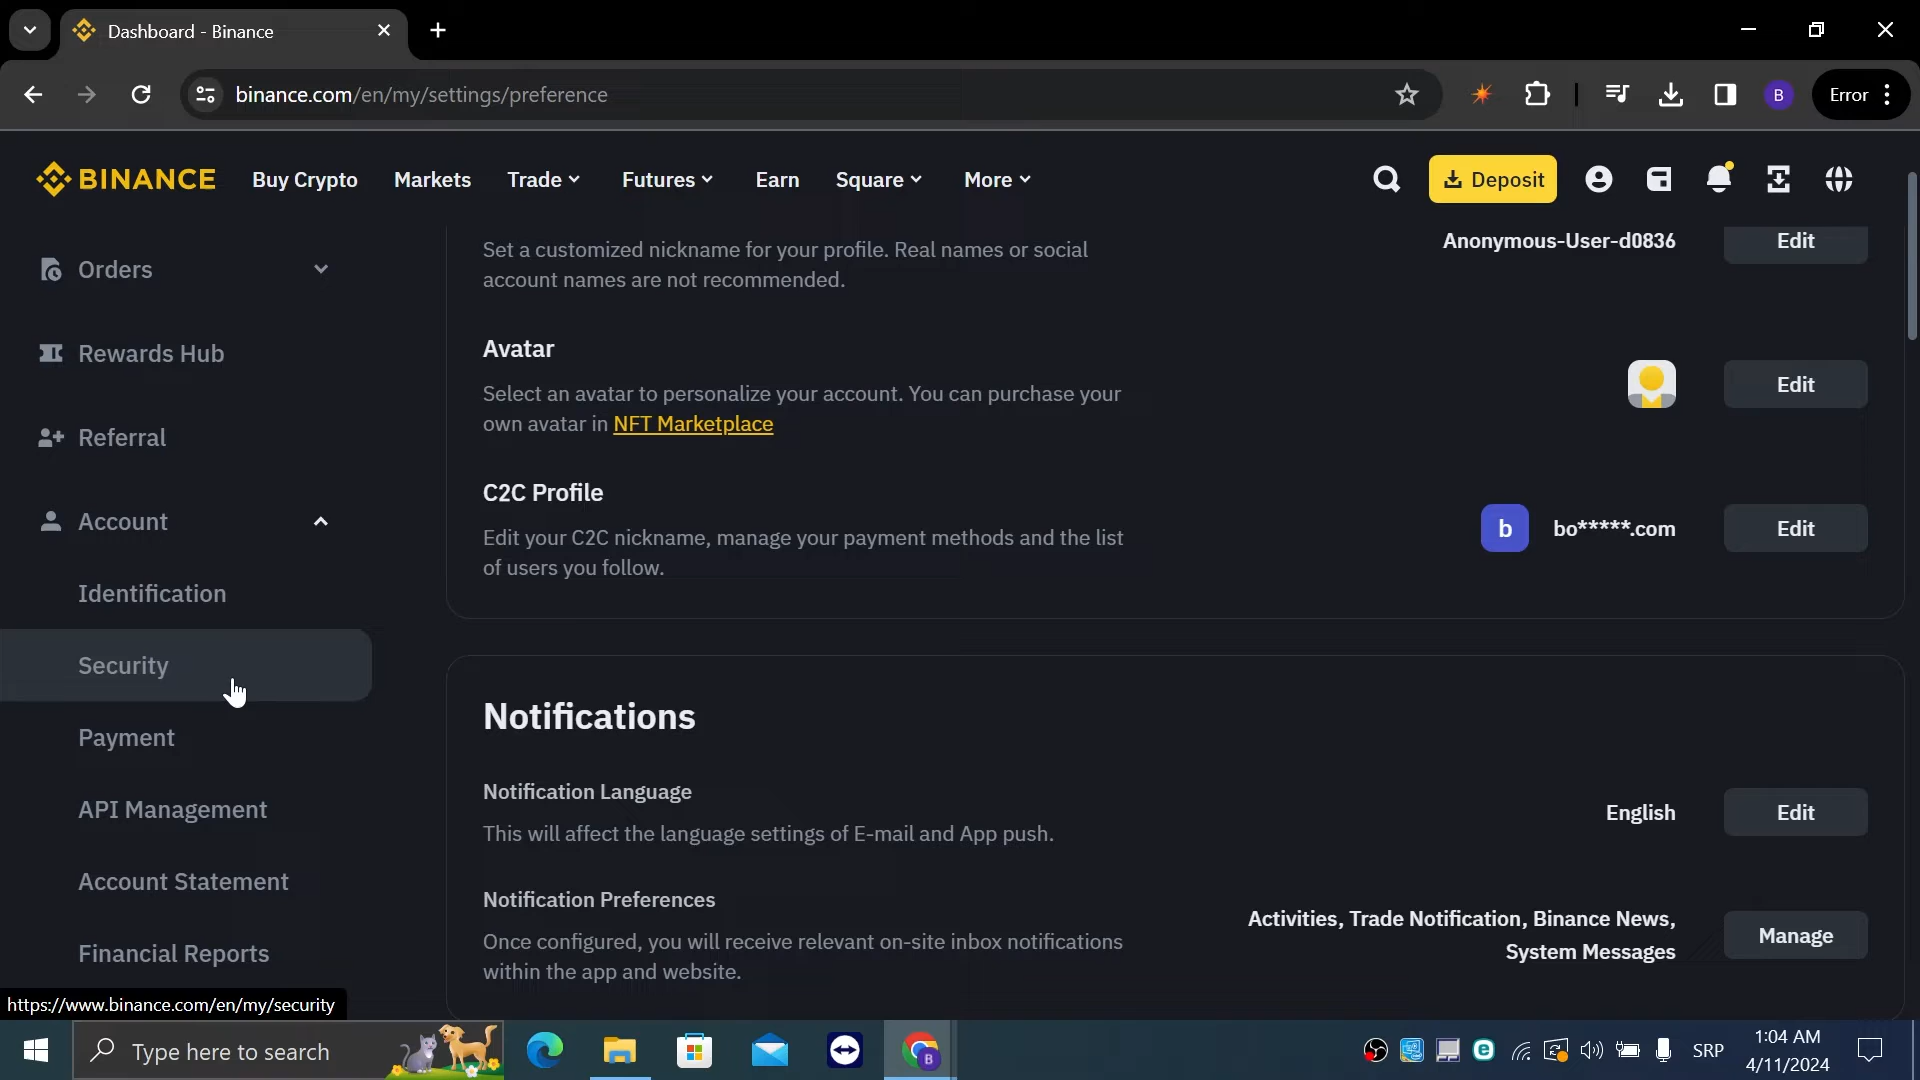 Dashboard - Binance
binance.com/en/my/settings/preference
B
Error
BINANCE
Buy Crypto
Markets
Trade
Futures
Earn
Square
More
Deposit
Orders
Rewards Hub
Referral
Account
Identification
Security
Payment
API Management
Account Statement
Financial Reports
Set a customized nickname for your profile. Real names or social
account names are not recommended.
Anonymous-User-d0836
Edit
Avatar
Select an avatar to personalize your account. You can purchase your
own avatar in NFT Marketplace
Edit
C2C Profile
Edit your C2C nickname, manage your payment methods and the list
of users you follow.
b
bo*****.com
Edit
Notifications
Notification Language
This will affect the language settings of E-mail and App push.
English
Edit
Notification Preferences
Once configured, you will receive relevant on-site inbox notifications
within the app and website.
Activities, Trade Notification, Binance News,
System Messages
Manage
https://www.binance.com/en/my/security
Type here to search
B
SRP
1:04 AM
4/11/2024